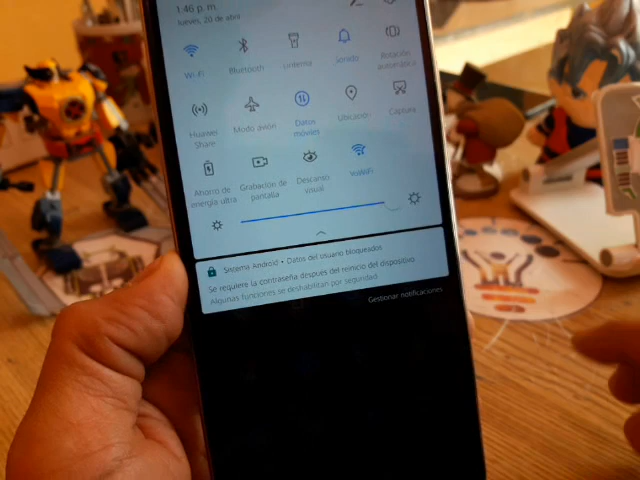 1:46 p. m.
jueves, 20 de abril
Wi-Fi
Bluetooth
Linterna
Sonido
Rotación
automática
Huawei
Share
Modo avión
Datos
móviles
Ubicación
Captura
Ahorro de
energía ultra
Grabación de
pantalla
Descanso
visual
VoWiFi
Sistema Android • Datos del usuario bloqueados
Se requiere la contraseña después del reinicio del dispositivo
Algunas funciones se deshabilitan por seguridad.
Gestionar notificaciones